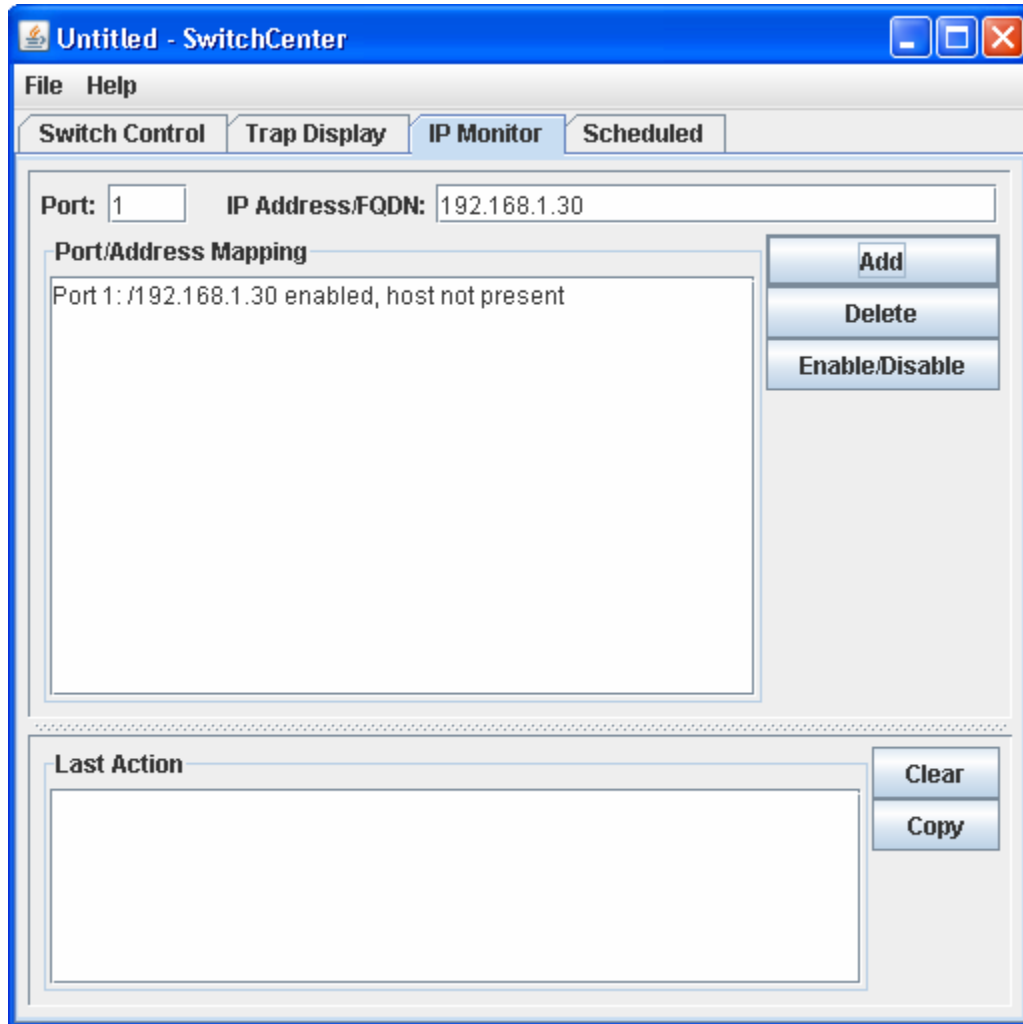 Untitled - SwitchCenter
File Help
Switch Control Trap Display IP Monitor Scheduled
Port: 1 IP Address/FQDN: 192.168.1.30
Port/Address Mapping
Add
Port 1: /192.168.1.30 enabled, host not present
Delete
Enable/Disable
Last Action
Clear
Copy